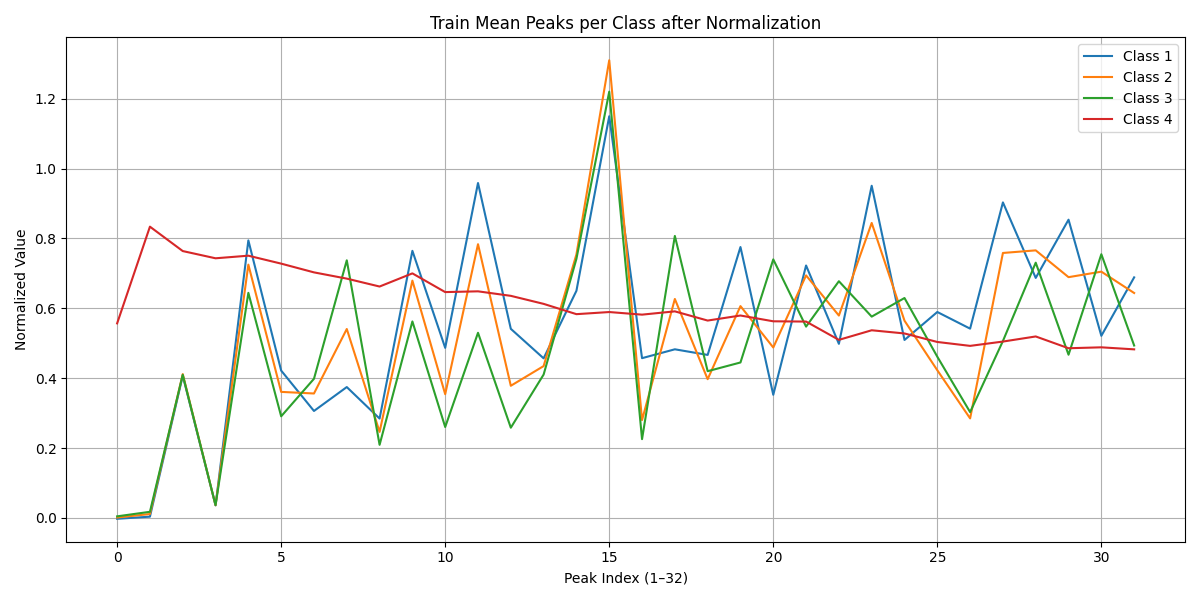 Train Mean Peaks per Class after Normalization
Class 1
Class 2
Class 3
Class 4
Normalized Value
1.2
1.0
0.8
0.6
0.4
0.2
0.0
0 5 10 15 20 25 30
Peak Index (1–32)